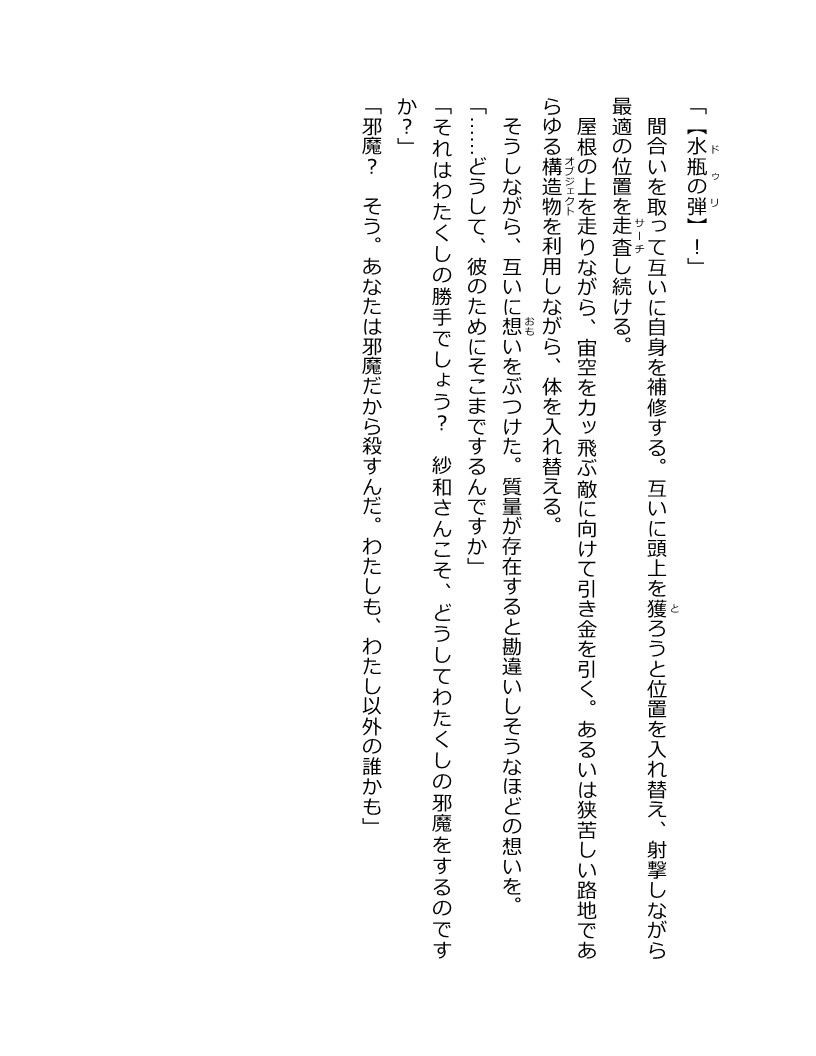 「【水瓶の弾】！」
　間合いを取って互いに自身を補修する。互いに頭上を獲ろうと位置を入れ替え、射撃しながら
最適の位置を走査し続ける。
　屋根の上を走りながら、宙空をカッ飛ぶ敵に向けて引き金を引く。あるいは狭苦しい路地であ
らゆる構造物を利用しながら、体を入れ替える。
　そうしながら、互いに想いをぶつけた。質量が存在すると勘違いしそうなほどの想いを。
「……どうして、彼のためにそこまでするんですか」
「それはわたくしの勝手でしょう？　紗和さんこそ、どうしてわたくしの邪魔をするのです
か？」
「邪魔？　そう。あなたは邪魔だから殺すんだ。わたしも、わたし以外の誰かも」
ドゥリ
と
サーチ
オブジェクト
おも